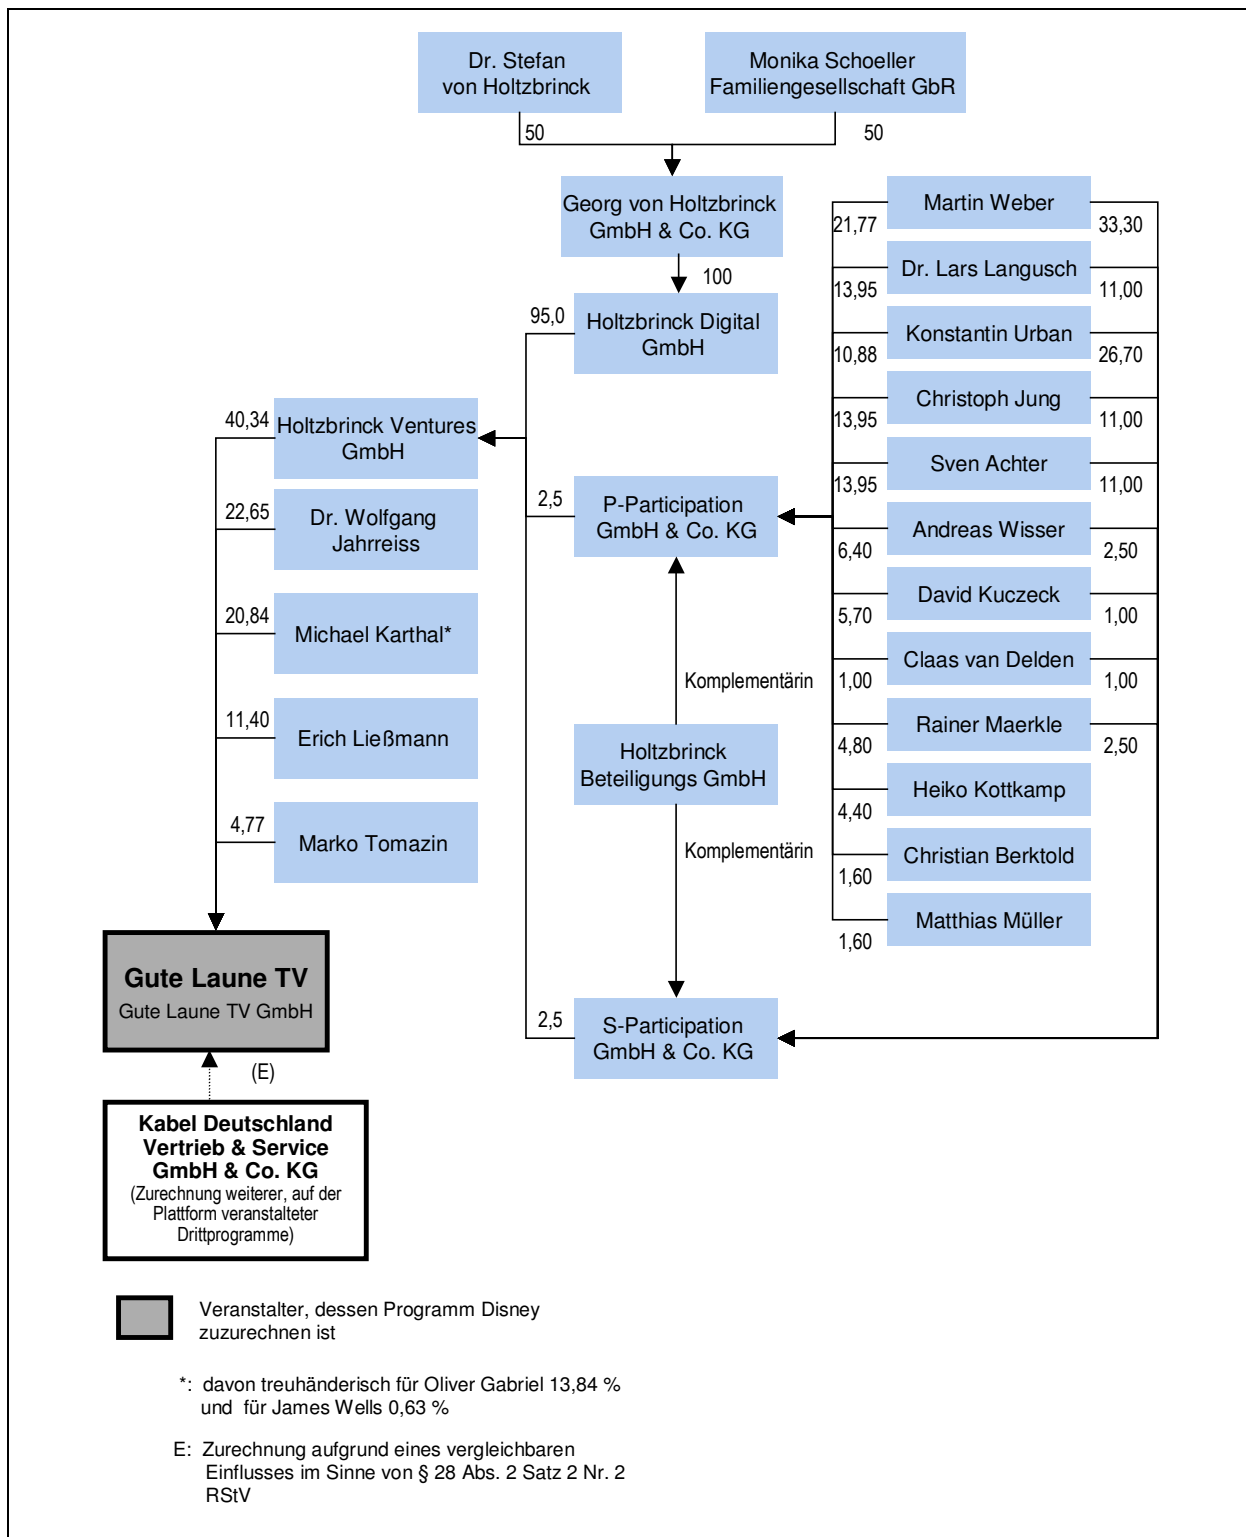 Dr. Stefan
von Holtzbrinck
Monika Schoeller
Familiengesellschaft GbR
50
50
Georg von Holtzbrinck
GmbH & Co. KG
100
Holtzbrinck Digital
GmbH
95,0
Holtzbrinck Ventures
GmbH
40,34
22,65
Dr. Wolfgang
Jahrreiss
20,84
Michael Karthal*
11,40
Erich Ließmann
4,77
Marko Tomazin
2,5
P-Participation
GmbH & Co. KG
Komplementärin
Holtzbrinck
Beteiligungs GmbH
Komplementärin
2,5
S-Participation
GmbH & Co. KG
Martin Weber
21,77
33,30
Dr. Lars Langusch
13,95
11,00
Konstantin Urban
10,88
26,70
Christoph Jung
13,95
11,00
Sven Achter
13,95
11,00
Andreas Wisser
6,40
2,50
David Kuczeck
5,70
1,00
Claas van Delden
1,00
1,00
Rainer Maerkle
4,80
2,50
Heiko Kottkamp
4,40
Christian Berktold
1,60
Matthias Müller
1,60
Gute Laune TV
Gute Laune TV GmbH
(E)
Kabel Deutschland
Vertrieb & Service
GmbH & Co. KG
(Zurechnung weiterer, auf der
Plattform veranstalteter
Drittprogramme)
Veranstalter, dessen Programm Disney
zuzurechnen ist
*: davon treuhänderisch für Oliver Gabriel 13,84 %
und für James Wells 0,63 %
E: Zurechnung aufgrund eines vergleichbaren
Einflusses im Sinne von § 28 Abs. 2 Satz 2 Nr. 2
RStV